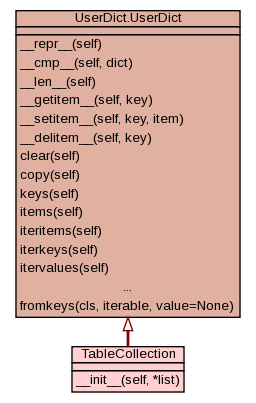 UserDict.UserDict
__repr__(self)
__cmp__(self, dict)
__len__(self)
__getitem__(self, key)
__setitem__(self, key, item)
__delitem__(self, key)
clear(self)
copy(self)
keys(self)
items(self)
iteritems(self)
iterkeys(self)
itervalues(self)
...
fromkeys(cls, iterable, value=None)
TableCollection
__init__(self, *list)